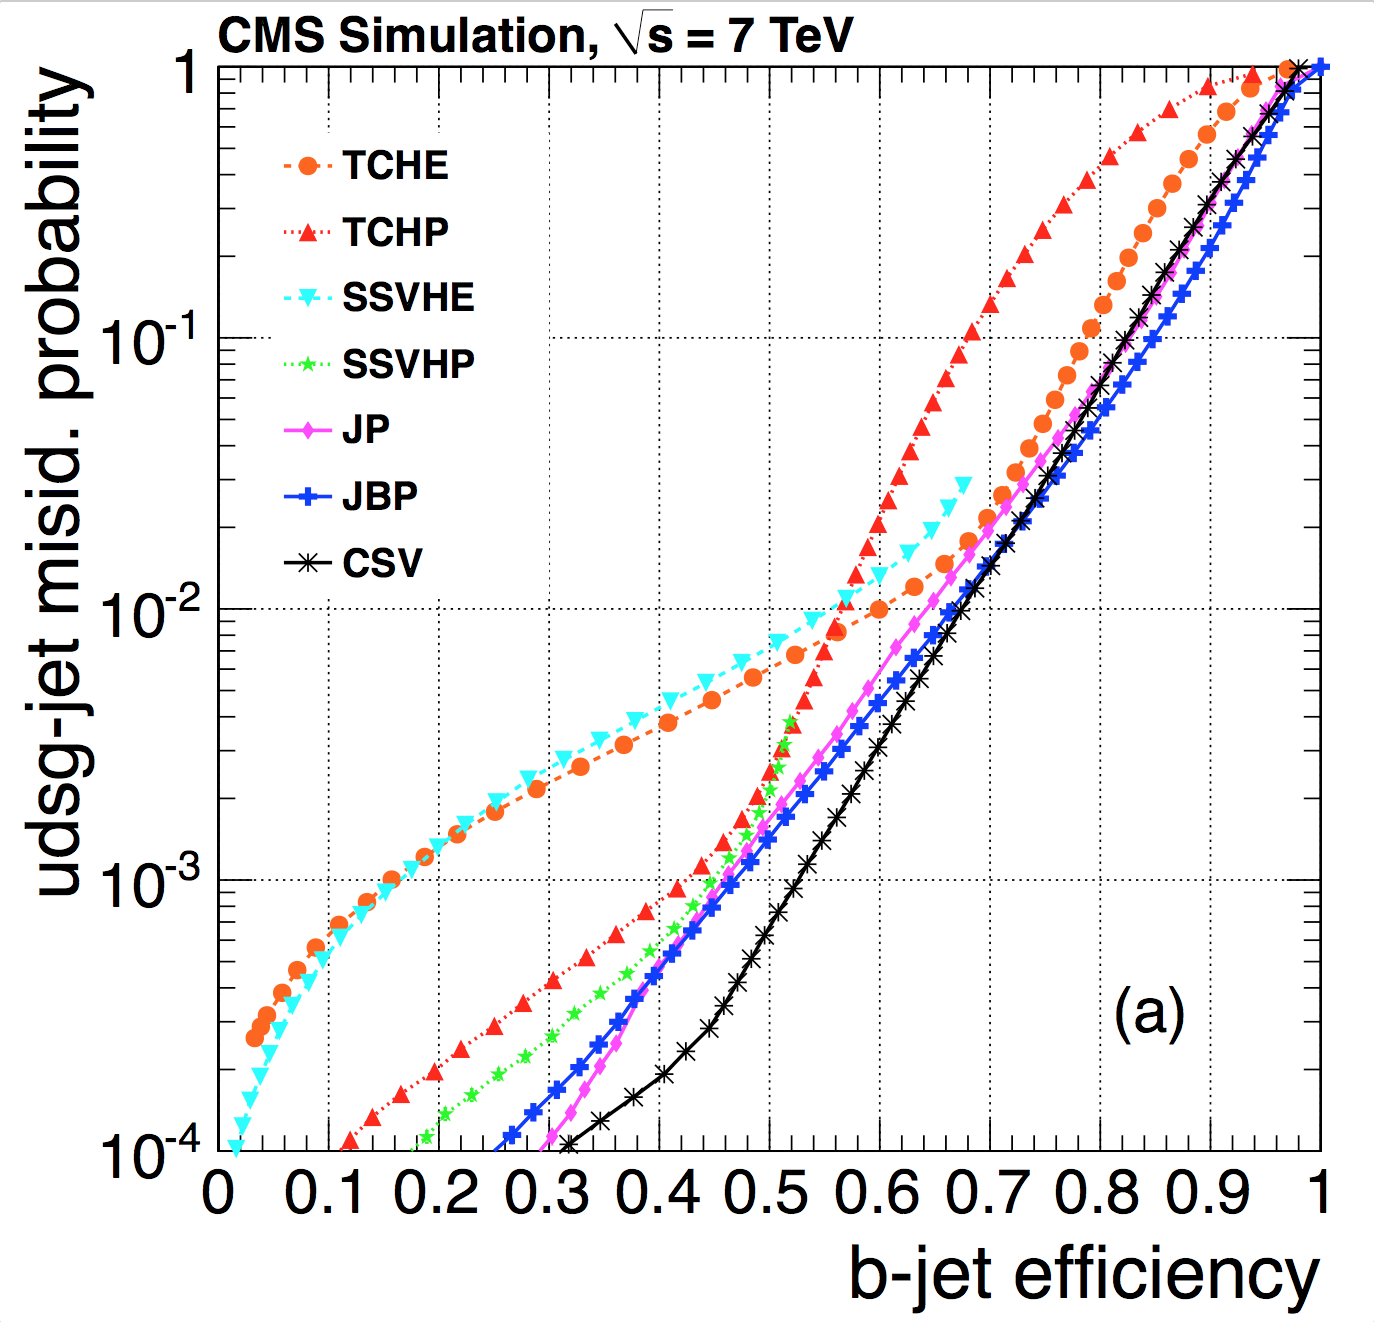 CMS Simulation, √s = 7 TeV
udsg-jet misid. probability
1
10⁻¹
10⁻²
10⁻³
10⁻⁴
TCHE
TCHP
SSVHE
SSVHP
JP
JBP
CSV
(a)
0 0.1 0.2 0.3 0.4 0.5 0.6 0.7 0.8 0.9 1
b-jet efficiency